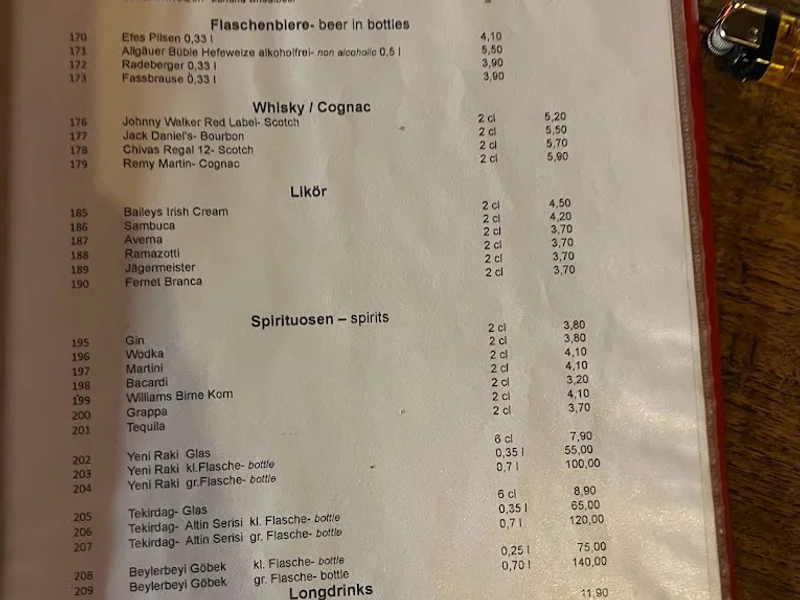 Flaschenbiere- beer in bottles
170 Efes Pilsen 0,33 l 4,10
171 Allgäuer Büble Hefeweize alkoholfrei- non alcoholic 0,5 l 5,50
172 Radeberger 0,33 l 3,90
173 Fassbrause 0,33 l 3,90
Whisky / Cognac
176 Johnny Walker Red Label- Scotch 2 cl 5,20
177 Jack Daniel's- Bourbon 2 cl 5,50
178 Chivas Regal 12- Scotch 2 cl 5,70
179 Remy Martin- Cognac 2 cl 5,90
Likör
185 Baileys Irish Cream 2 cl 4,50
186 Sambuca 2 cl 4,20
187 Averna 2 cl 3,70
188 Ramazotti 2 cl 3,70
189 Jägermeister 2 cl 3,70
190 Fernet Branca 2 cl 3,70
Spirituosen – spirits
195 Gin 2 cl 3,80
196 Wodka 2 cl 3,80
197 Martini 2 cl 4,10
198 Bacardi 2 cl 4,10
199 Williams Birne Korn 2 cl 3,20
200 Grappa 2 cl 4,10
201 Tequila 2 cl 3,70
202 Yeni Raki Glas 6 cl 7,90
203 Yeni Raki kl.Flasche- bottle 0,35 l 55,00
204 Yeni Raki gr.Flasche- bottle 0,7 l 100,00
205 Tekirdag- Glas 6 cl 8,90
206 Tekirdag- Altin Serisi kl. Flasche- bottle 0,35 l 65,00
207 Tekirdag- Altin Serisi gr. Flasche- bottle 0,7 l 120,00
208 Beylerbeyi Göbek kl. Flasche- bottle 0,25 l 75,00
209 Beylerbeyi Göbek gr. Flasche- bottle 0,70 l 140,00
Longdrinks
11,90